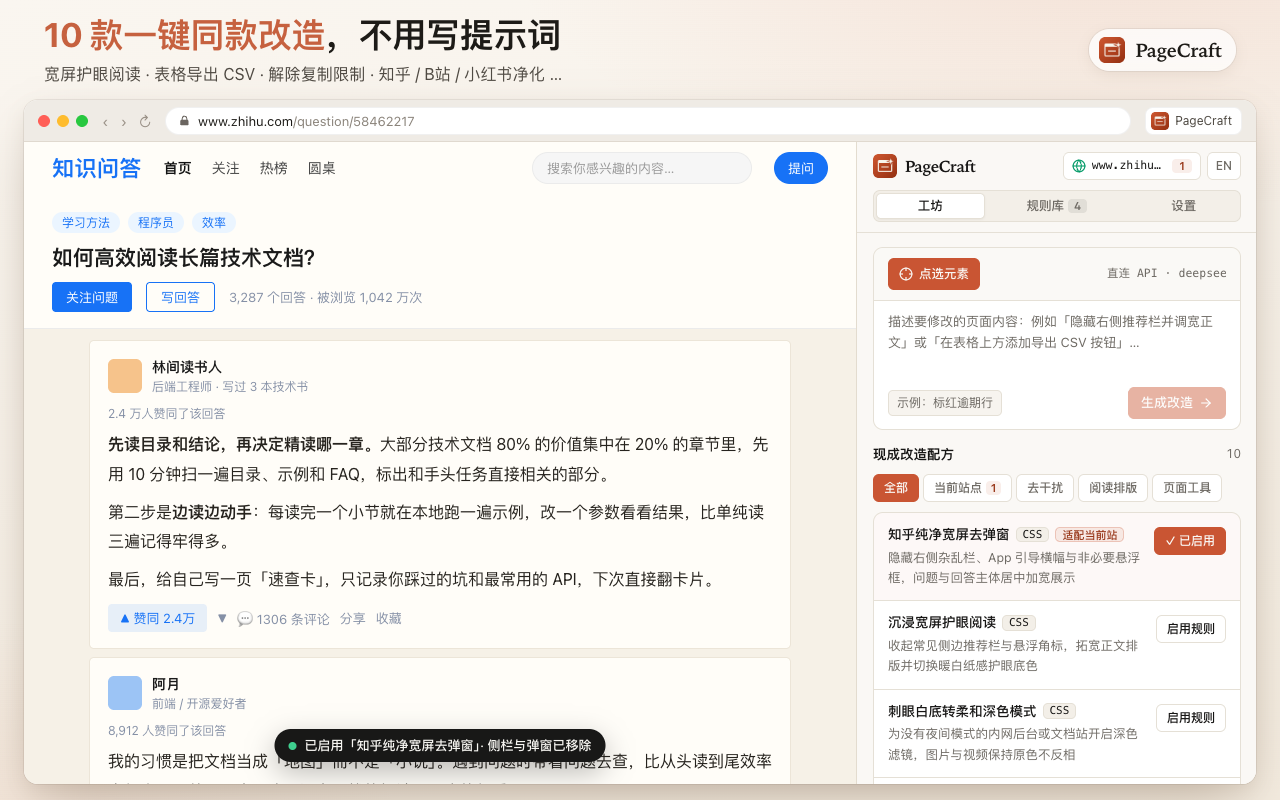 10 款一键同款改造，不用写提示词
宽屏护眼阅读 · 表格导出 CSV · 解除复制限制 · 知乎 / B站 / 小红书净化 ...
PageCraft
www.zhihu.com/question/58462217
PageCraft
知识问答
首页
关注
热榜
圆桌
搜索你感兴趣的内容...
提问
学习方法
程序员
效率
如何高效阅读长篇技术文档?
关注问题
写回答
3,287 个回答 · 被浏览 1,042 万次
林间读书人
后端工程师 · 写过 3 本技术书
2.4 万人赞同了该回答
先读目录和结论，再决定精读哪一章。大部分技术文档 80% 的价值集中在 20% 的章节里，先
用 10 分钟扫一遍目录、示例和 FAQ，标出和手头任务直接相关的部分。
第二步是边读边动手：每读完一个小节就在本地跑一遍示例，改一个参数看看结果，比单纯读
三遍记得牢得多。
最后，给自己写一页「速查卡」，只记录你踩过的坑和最常用的 API，下次直接翻卡片。
▲ 赞同 2.4万
▼
1306 条评论
分享
收藏
阿月
前端 / 开源爱好者
8,912 人赞同了该回答
我的习惯是把文档当成「地图」而不是「小说」。遇到问题时带着问题去查，比从头读到尾效率
已启用「知乎纯净宽屏去弹窗」· 侧栏与弹窗已移除
PageCraft
www.zhihu…
1
EN
工坊
规则库 4
设置
点选元素
直连 API · deepsee
描述要修改的页面内容：例如「隐藏右侧推荐栏并调宽正
文」或「在表格上方添加导出 CSV 按钮」…
示例：标红逾期行
生成改造 →
现成改造配方
10
全部
当前站点 1
去干扰
阅读排版
页面工具
知乎纯净宽屏去弹窗 CSS 适配当前站
✓ 已启用
隐藏右侧杂乱栏、App 引导横幅与非必要悬浮
框，问题与回答主体居中加宽展示
沉浸宽屏护眼阅读 CSS
启用规则
收起常见侧边推荐栏与悬浮角标，拓宽正文排
版并切换暖白纸感护眼底色
刺眼白底转柔和深色模式 CSS
启用规则
为没有夜间模式的内网后台或文档站开启深色
滤镜，图片与视频保持原色不反相